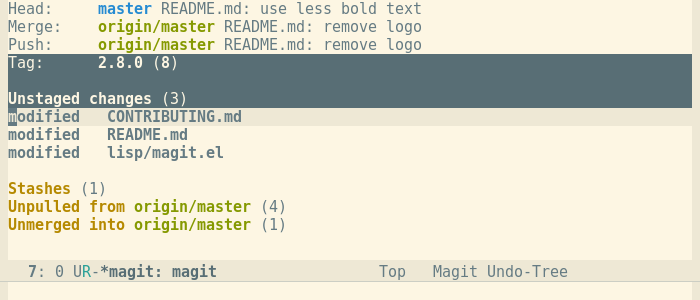 Head:     master README.md: use less bold text
Merge:    origin/master README.md: remove logo
Push:     origin/master README.md: remove logo
Tag:      2.8.0 (8)
Unstaged changes (3)
modified   CONTRIBUTING.md
modified   README.md
modified   lisp/magit.el
Stashes (1)
Unpulled from origin/master (4)
Unmerged into origin/master (1)
7: 0 UR-*magit: magit                  Top   Magit Undo-Tree